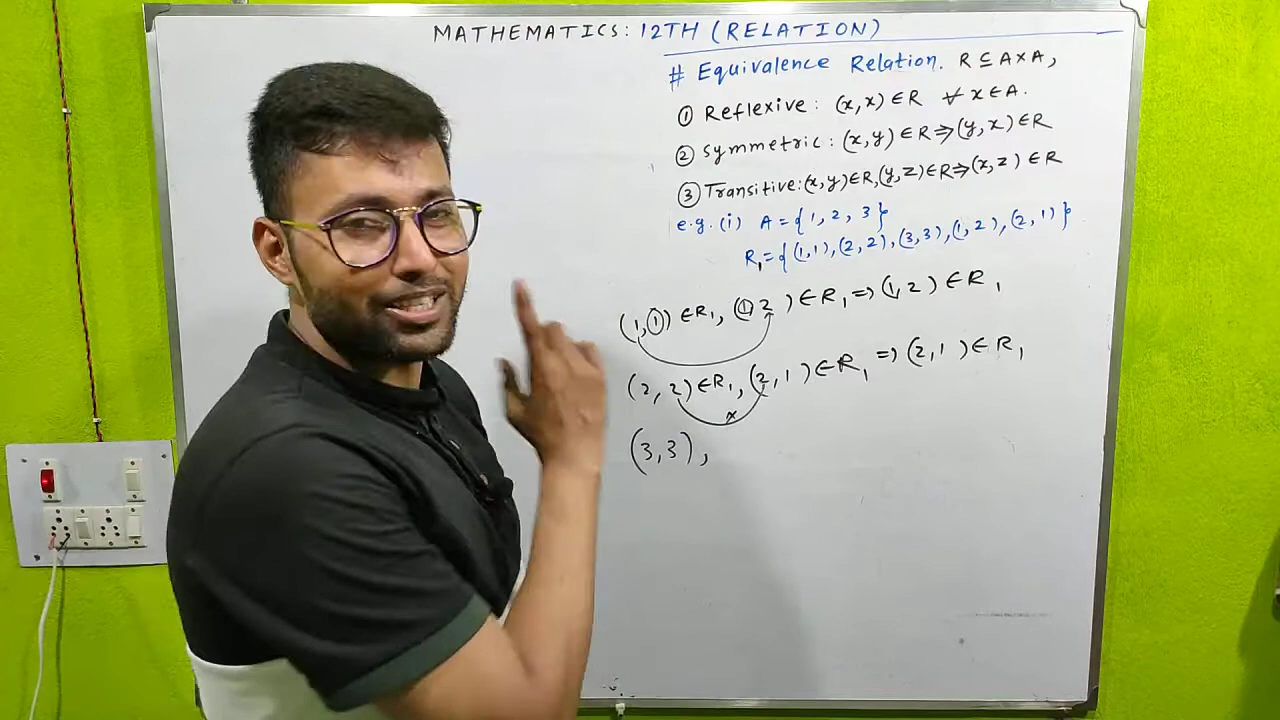 MATHEMATICS: 12TH (RELATION)
# Equivalence Relation. R ⊆ A×A,
① Reflexive: (x,x) ∈ R ∀ x ∈ A.
② Symmetric: (x,y) ∈ R ⇒ (y,x) ∈ R
③ Transitive: (x,y) ∈ R, (y,z) ∈ R ⇒ (x,z) ∈ R
e.g. (i) A = {1, 2, 3}
R₁ = {(1,1), (2,2), (3,3), (1,2), (2,1)}
(1,1) ∈ R₁, (1,2) ∈ R₁ ⇒ (1,2) ∈ R₁
(2,2) ∈ R₁, (2,1) ∈ R₁ ⇒ (2,1) ∈ R₁
x
(3,3),